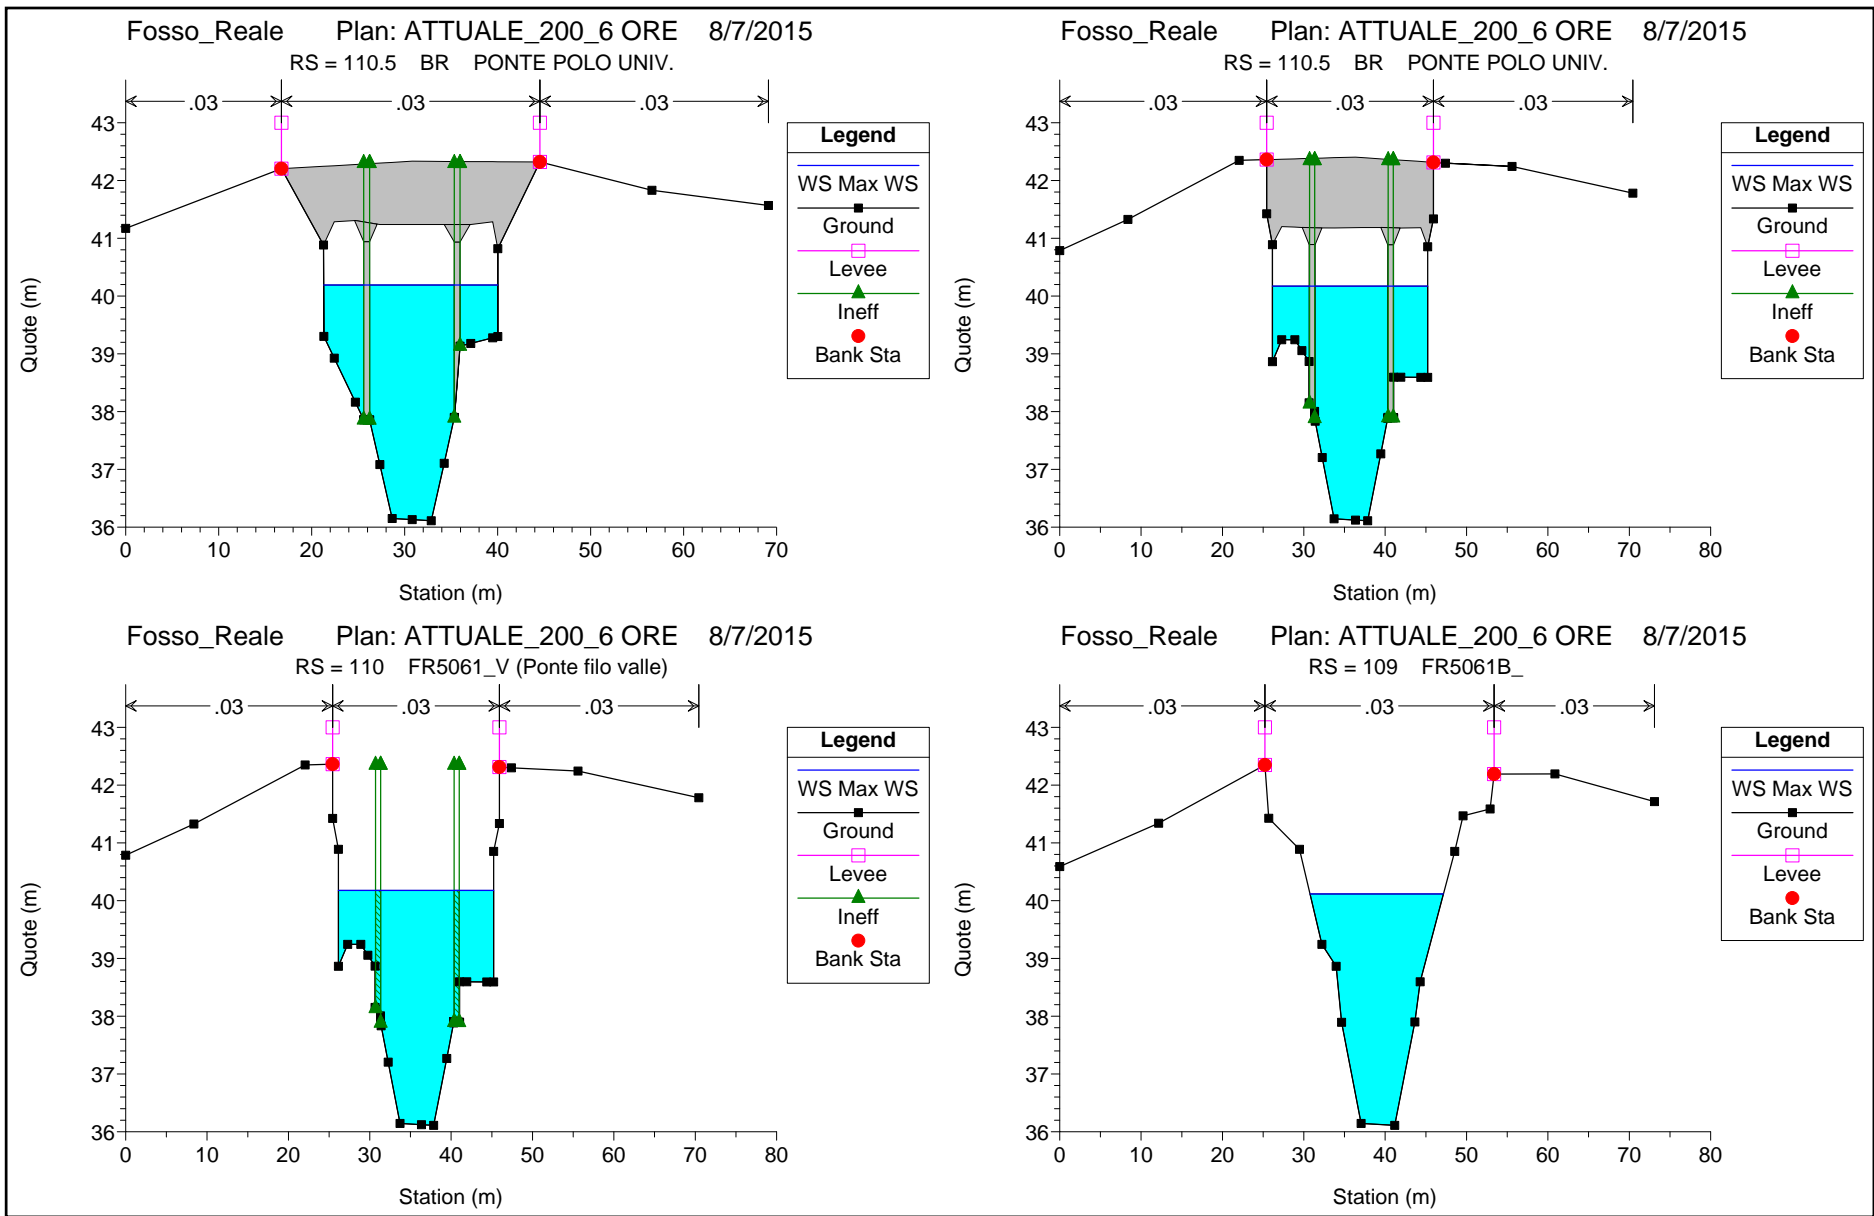 Fosso_Reale Plan: ATTUALE_200_6 ORE 8/7/2015
RS = 110.5 BR PONTE POLO UNIV.
.03 .03 .03
43
42
41
40
39
38
37
36
Quote (m)
0 10 20 30 40 50 60 70
Station (m)
Legend
WS Max WS
Ground
Levee
Ineff
Bank Sta
Fosso_Reale Plan: ATTUALE_200_6 ORE 8/7/2015
RS = 110.5 BR PONTE POLO UNIV.
.03 .03 .03
43
42
41
40
39
38
37
36
Quote (m)
0 10 20 30 40 50 60 70 80
Station (m)
Legend
WS Max WS
Ground
Levee
Ineff
Bank Sta
Fosso_Reale Plan: ATTUALE_200_6 ORE 8/7/2015
RS = 110 FR5061_V (Ponte filo valle)
.03 .03 .03
43
42
41
40
39
38
37
36
Quote (m)
0 10 20 30 40 50 60 70 80
Station (m)
Legend
WS Max WS
Ground
Levee
Ineff
Bank Sta
Fosso_Reale Plan: ATTUALE_200_6 ORE 8/7/2015
RS = 109 FR5061B_
.03 .03 .03
43
42
41
40
39
38
37
36
Quote (m)
0 10 20 30 40 50 60 70 80
Station (m)
Legend
WS Max WS
Ground
Levee
Bank Sta